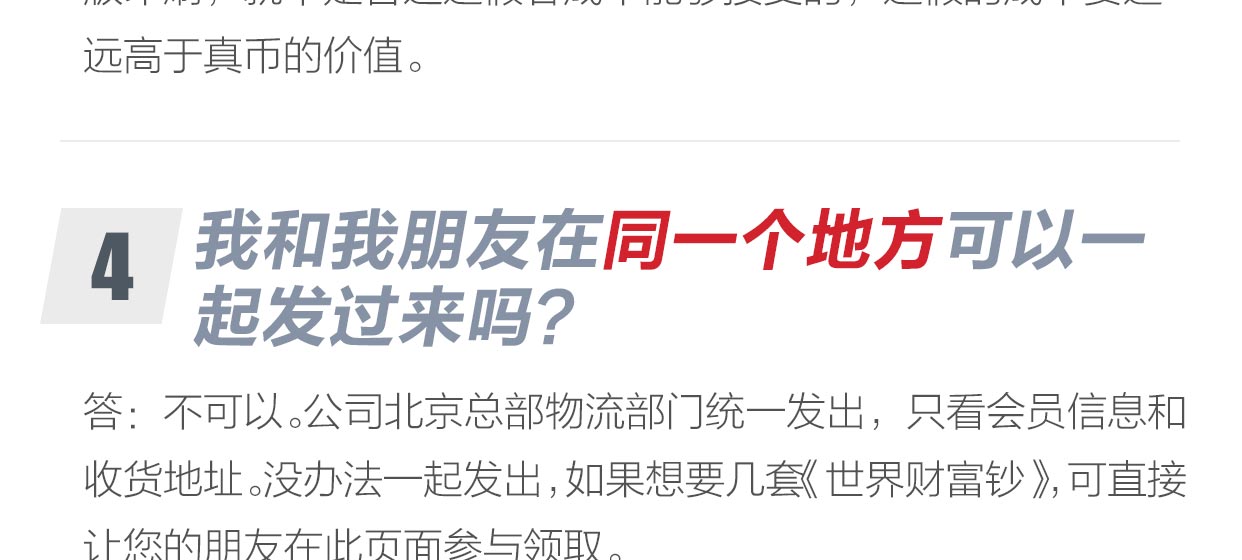 远高于真币的价值。
4
我和我朋友在同一个地方可以一
起发过来吗?
答：不可以。公司北京总部物流部门统一发出，只看会员信息和
收货地址。没办法一起发出,如果想要几套《世界财富钞》,可直接
让您的朋友在此页面参与领取。